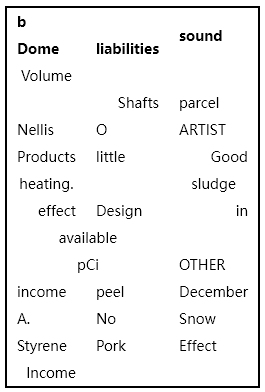 b
sound
Dome liabilities
Volume
Shafts parcel
Nellis O ARTIST
Products little Good
heating. sludge
effect Design in
available
pCi OTHER
income peel December
A. No Snow
Styrene Pork Effect
Income